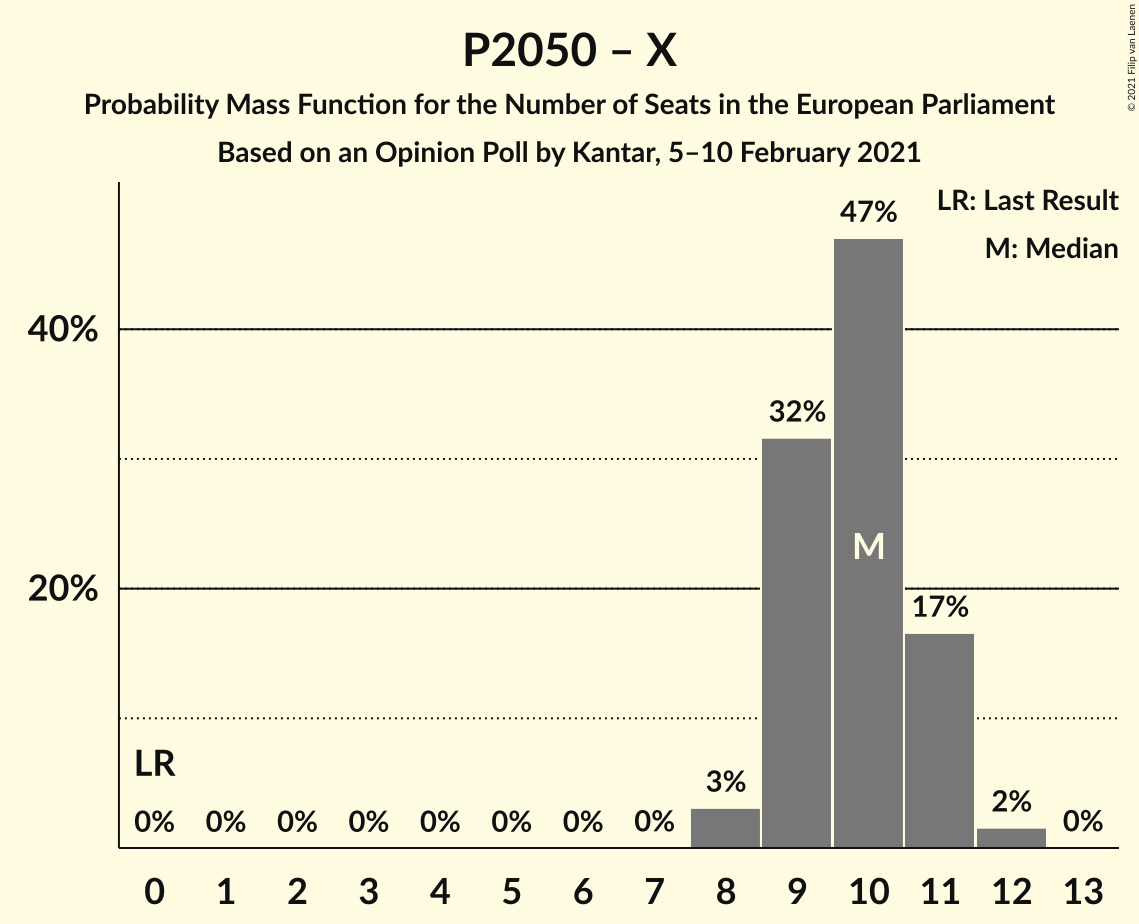 P2050 – X
Probability Mass Function for the Number of Seats in the European Parliament
Based on an Opinion Poll by Kantar, 5–10 February 2021
© 2021 Filip van Laenen
LR: Last Result
M: Median
47%
40%
32%
M
20%
17%
LR
3%
2%
0% 0% 0% 0% 0% 0% 0% 0% 0%
0 1 2 3 4 5 6 7 8 9 10 11 12 13